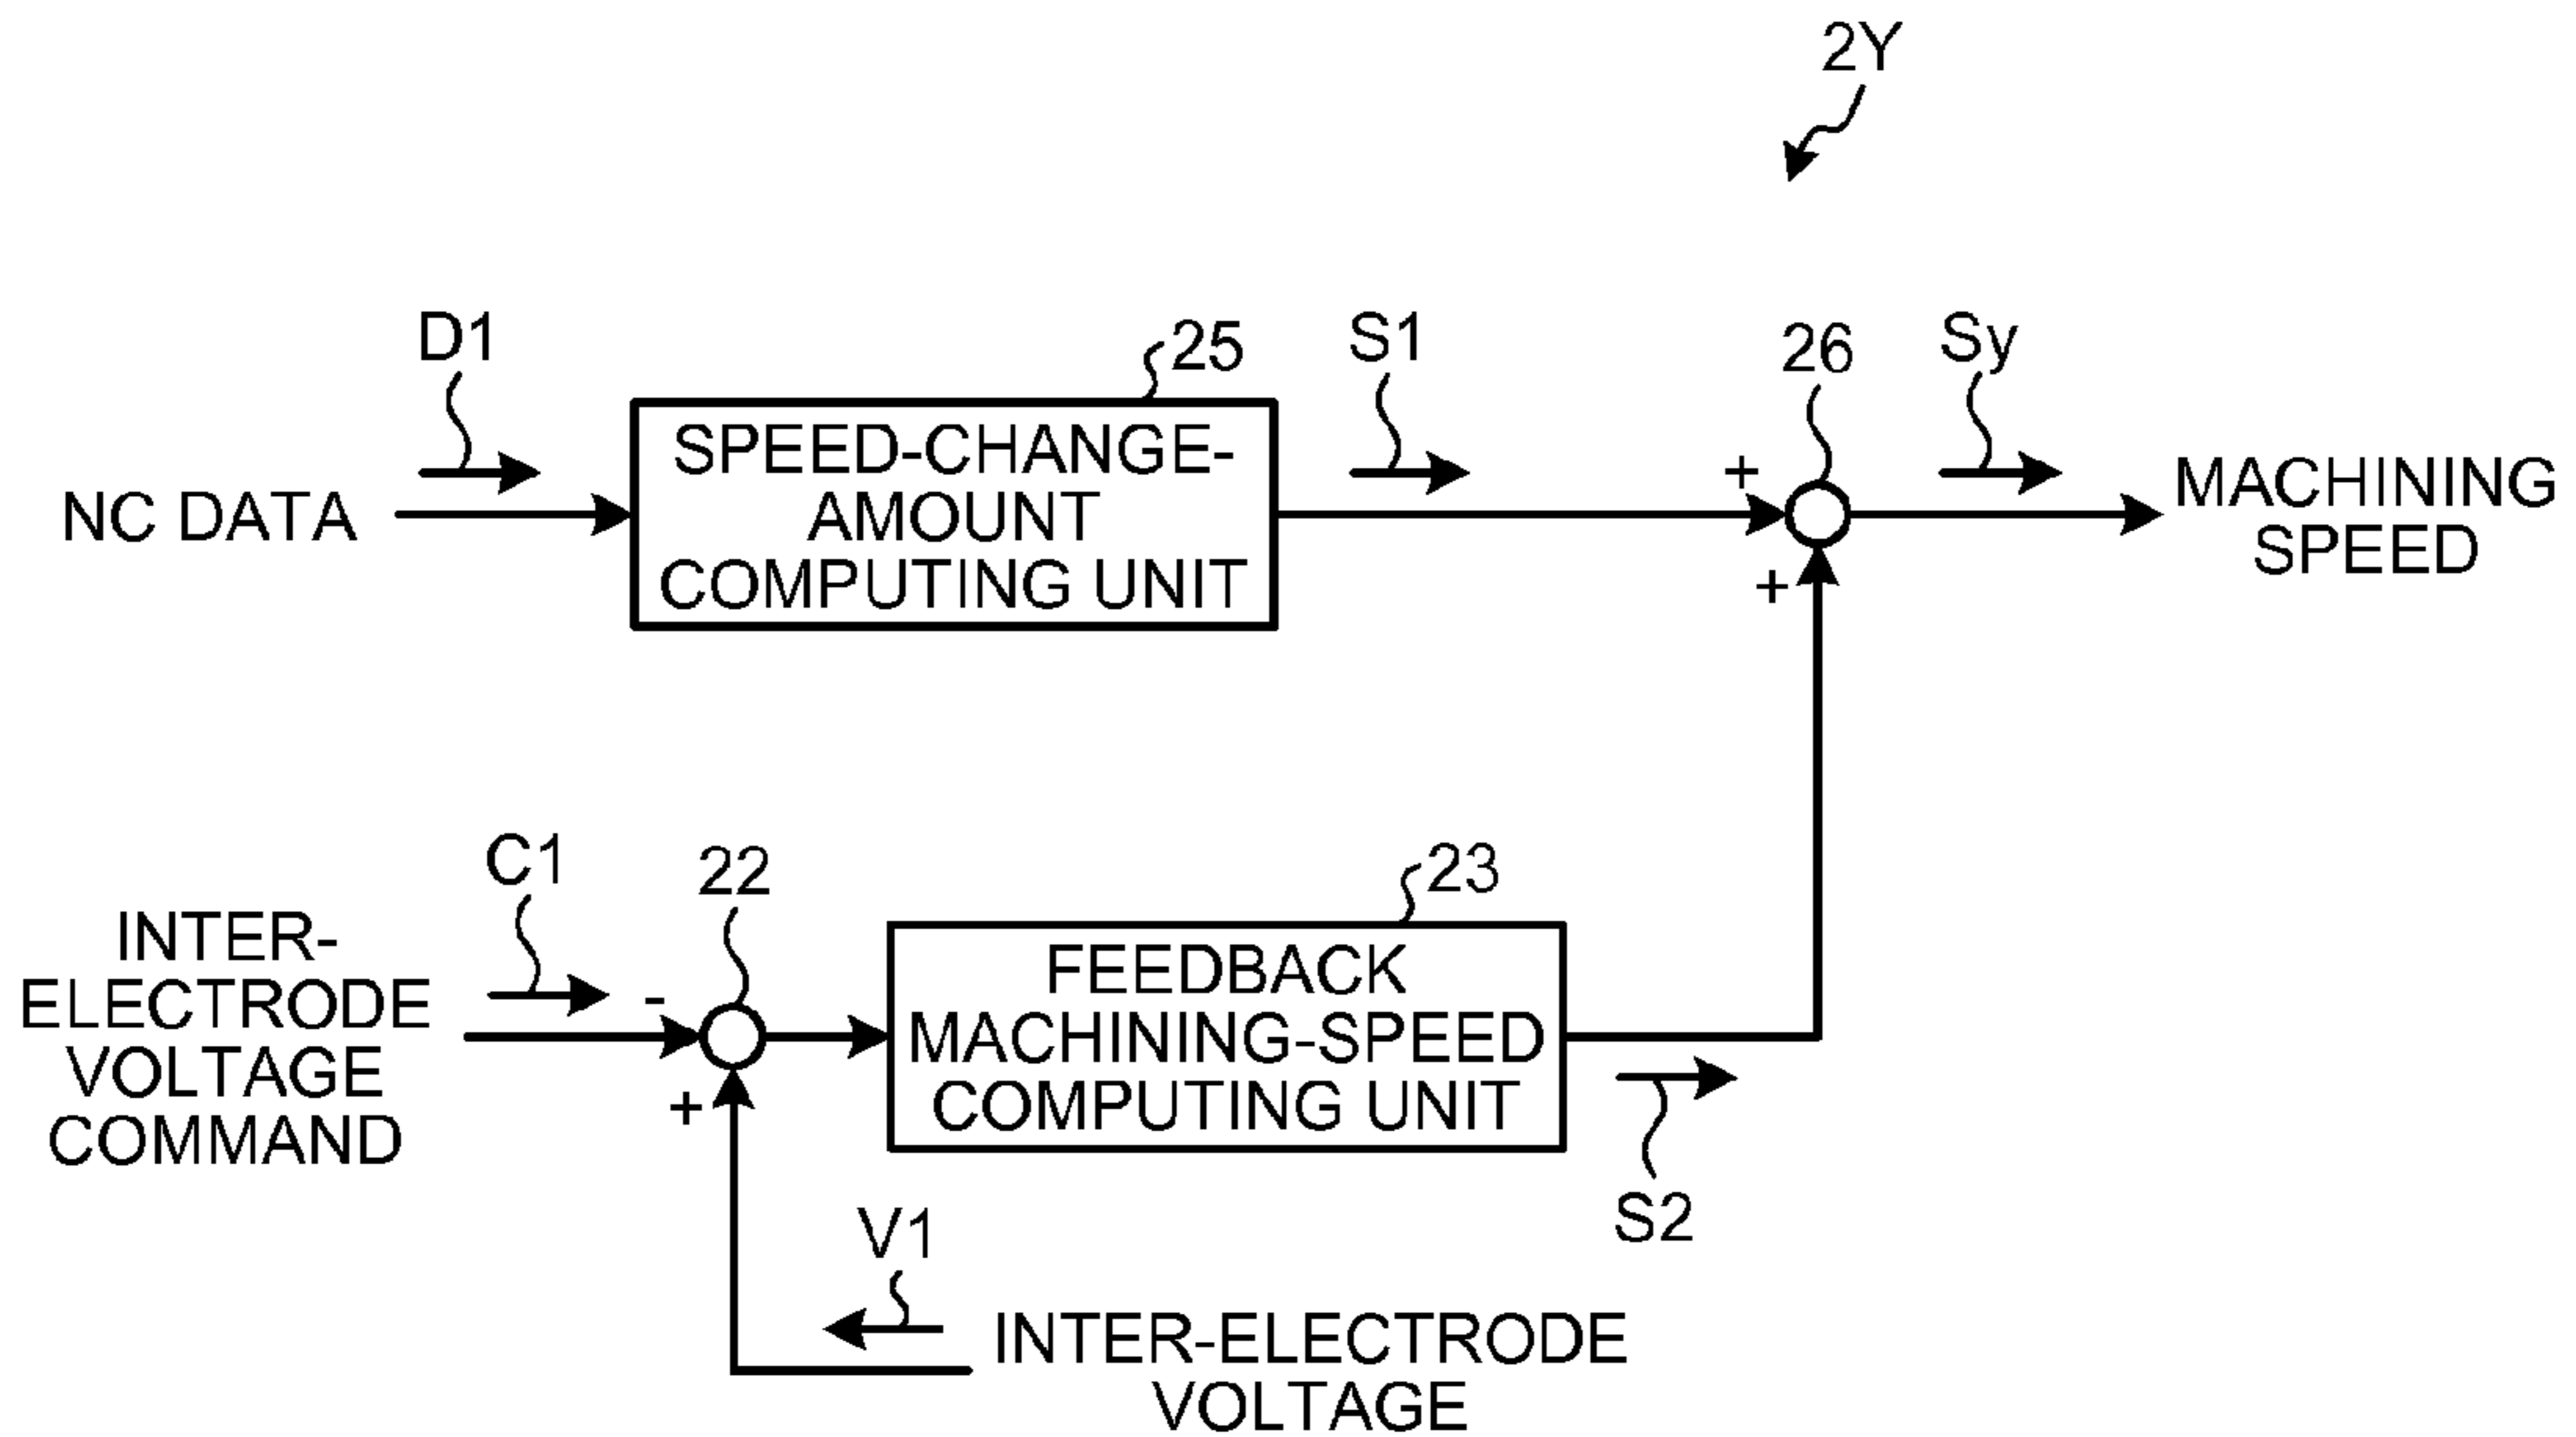 2Y
D1
25
S1
26
Sy
NC DATA
SPEED-CHANGE-
AMOUNT
COMPUTING UNIT
+
+
MACHINING
SPEED
C1
22
23
INTER-
ELECTRODE
VOLTAGE
COMMAND
-
+
FEEDBACK
MACHINING-SPEED
COMPUTING UNIT
S2
V1
INTER-ELECTRODE
VOLTAGE